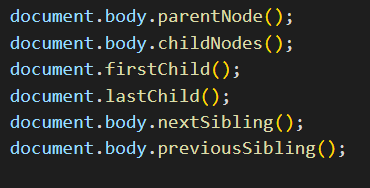 document.body.parentNode();
document.body.childNodes();
document.firstChild();
document.lastChild();
document.body.nextSibling();
document.body.previousSibling();